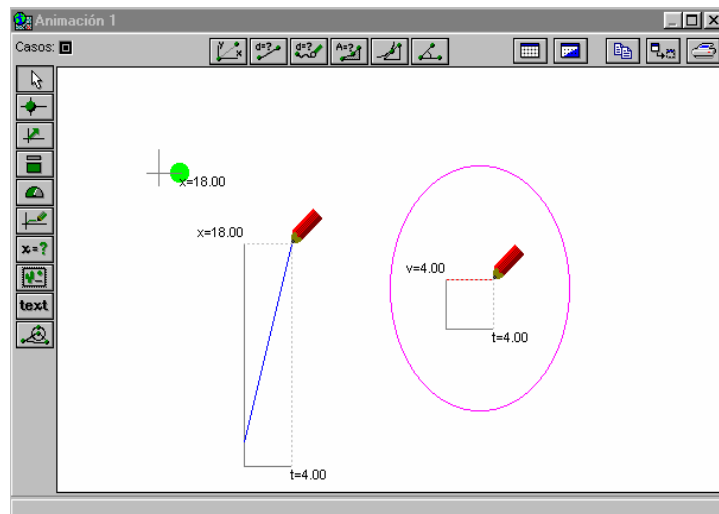 Animación 1
Casos:
y x d=? d=? A=?
x=?
text
x=18.00
x=18.00
t=4.00
v=4.00
t=4.00